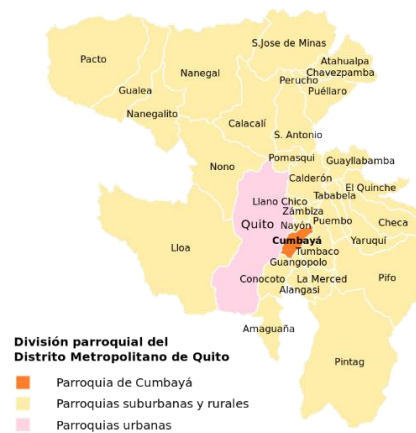 S.Jose de Minas
Pacto
Nanegal
Atahualpa
Chavezpamba
Perucho
Puéllaro
Gualea
Nanegalito
Calacalí
S. Antonio
Pomasqui
Guayllabamba
Nono
Calderón
El Quinche
Tababela
Llano Chico
Zámbiza
Puembo
Checa
Quito
Nayón
Cumbayá
Yaruquí
Lloa
Tumbaco
Guangopolo
Conocoto
La Merced
Pifo
Alangasi
Amaguaña
Pintag
División parroquial del
Distrito Metropolitano de Quito
Parroquia de Cumbayá
Parroquias suburbanas y rurales
Parroquias urbanas